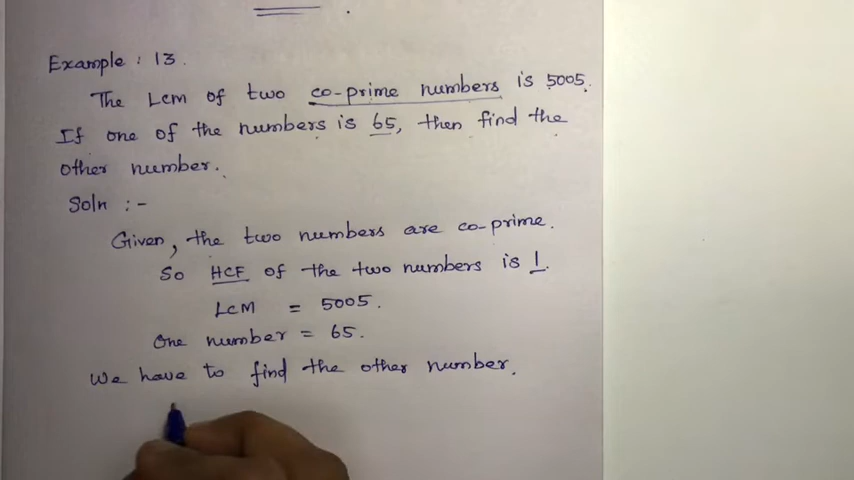 Example : 13.
The Lcm of two co-prime numbers is 5005.
If one of the numbers is 65, then find the
other number.
Soln :-
Given, the two numbers are co-prime.
So HCF of the two numbers is 1.
LCM = 5005.
One number = 65.
We have to find the other number.